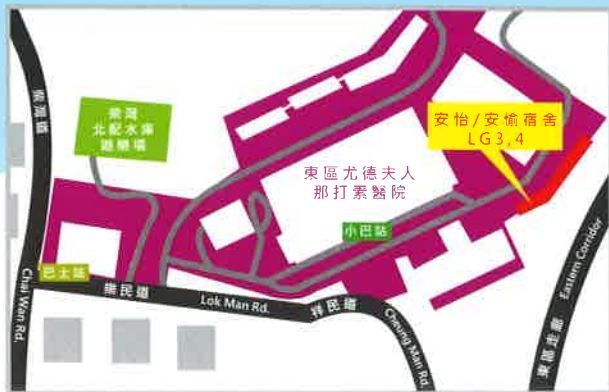 柴灣道
柴灣
北配水庫
遊樂場
安怡/安愉宿舍
LG3,4
東區尤德夫人
那打素醫院
小巴站
巴士站
樂民道
Lok Man Rd.
祥民道
Cheung Man Rd.
Chai Wan Rd.
Eastern Corridor
東區走廊